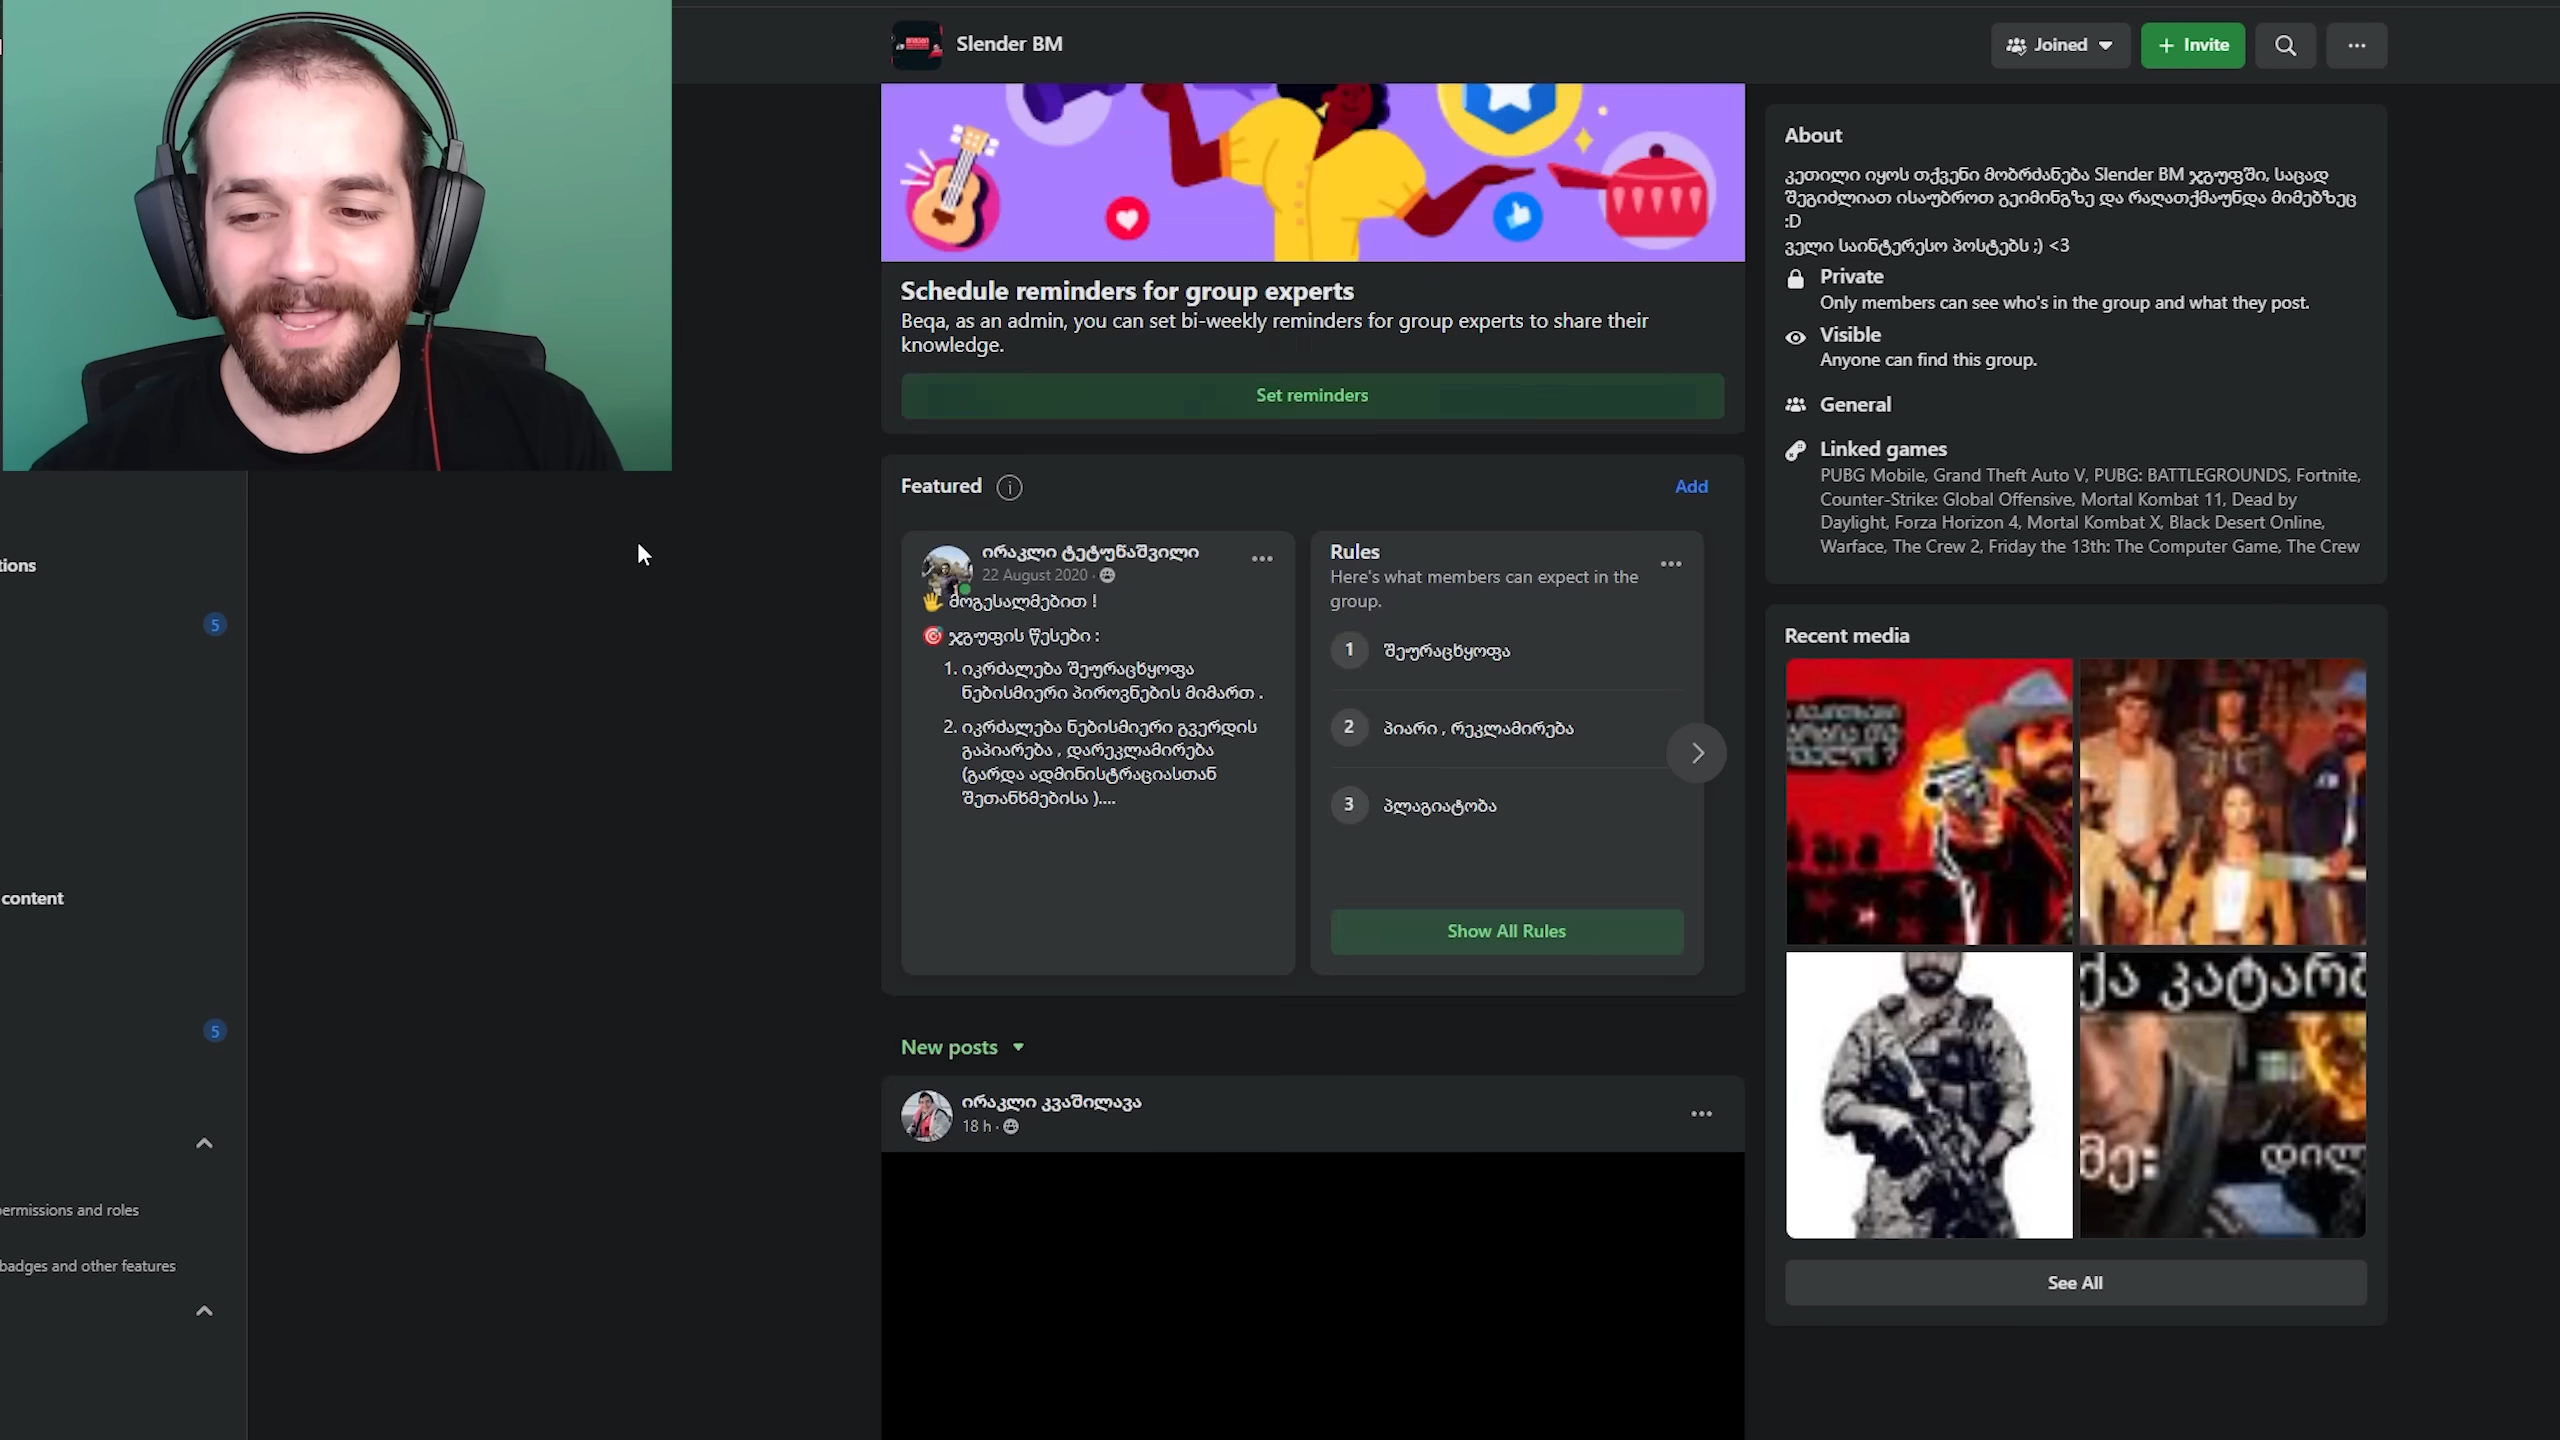 Slender BM
Joined
Invite
Schedule reminders for group experts
Beqa, as an admin, you can set bi-weekly reminders for group experts to share their
knowledge.
Set reminders
Featured
Add
ირაკლი ტეტუნაშვილი
22 August 2020
მოგესალმებით !
ჯგუფის წესები :
1. იკრძალება შეურაცხყოფა
ნებისმიერი პიროვნების მიმართ .
2. იკრძალება ნებისმიერი გვერდის
გაპიარება , დარეკლამირება
(გარდა ადმინისტრაციასთან
შეთანხმებისა )....
Rules
Here's what members can expect in the
group.
1 შეურაცხყოფა
2 პიარი , რეკლამირება
3 პლაგიატობა
Show All Rules
New posts
ირაკლი კვაშილავა
18 h
About
კეთილი იყოს თქვენი მობრძანება Slender BM ჯგუფში, სადაც
შეგიძლიათ ისაუბროთ გეიმინგზე და რაღათქმაუნდა მიმებზეც
:D
ველი საინტერესო პოსტებს ;) <3
Private
Only members can see who's in the group and what they post.
Visible
Anyone can find this group.
General
Linked games
PUBG Mobile, Grand Theft Auto V, PUBG: BATTLEGROUNDS, Fortnite,
Counter-Strike: Global Offensive, Mortal Kombat 11, Dead by
Daylight, Forza Horizon 4, Mortal Kombat X, Black Desert Online,
Warface, The Crew 2, Friday the 13th: The Computer Game, The Crew
Recent media
ქა კატარ
მე: დილ
See All
tions
5
content
5
permissions and roles
badges and other features